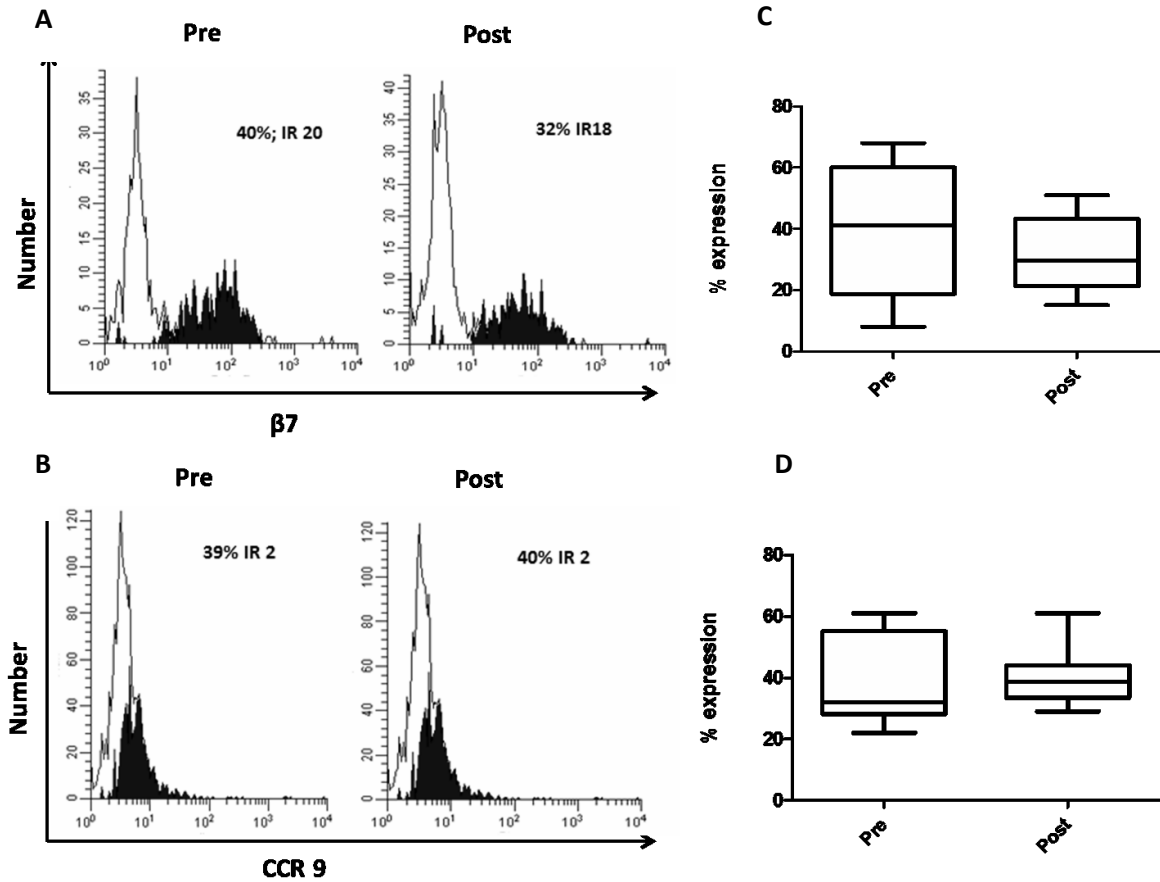 A
Pre
Post
Number
0 5 10 15 20 25 30 35
40%; IR 20
10⁰ 10¹ 10² 10³ 10⁴
0 5 10 15 20 25 30 35 40
32% IR18
10⁰ 10¹ 10² 10³ 10⁴
β7
C
% expression
80
60
40
20
0
Pre
Post
B
Pre
Post
Number
0 20 40 60 80 100 120
39% IR 2
10⁰ 10¹ 10² 10³ 10⁴
0 20 40 60 80 100 120
40% IR 2
10⁰ 10¹ 10² 10³ 10⁴
CCR 9
D
% expression
80
60
40
20
0
Pre
Post